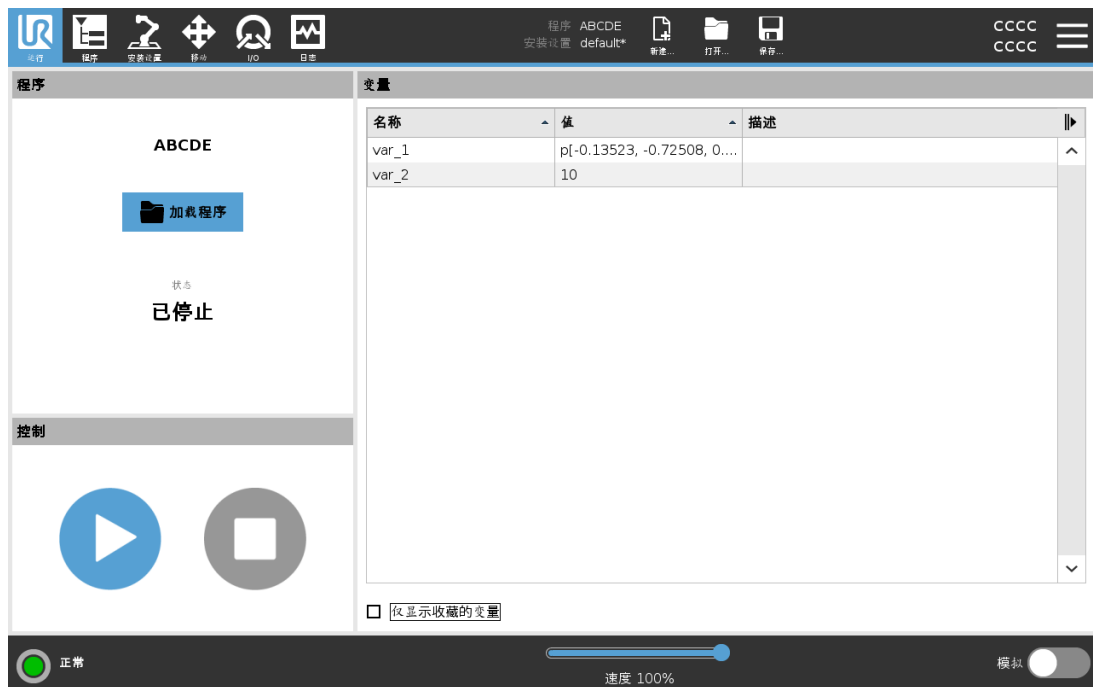 程序 ABCDE
安装设置 default*
CCCC
CCCC
运行
程序
安装设置
移动
I/O
日志
新建...
打开...
保存...
程序
ABCDE
加载程序
状态
已停止
控制
变量
名称 值 描述
var_1 p[-0.13523, -0.72508, 0....
var_2 10
仅显示收藏的变量
正常
速度 100%
模拟